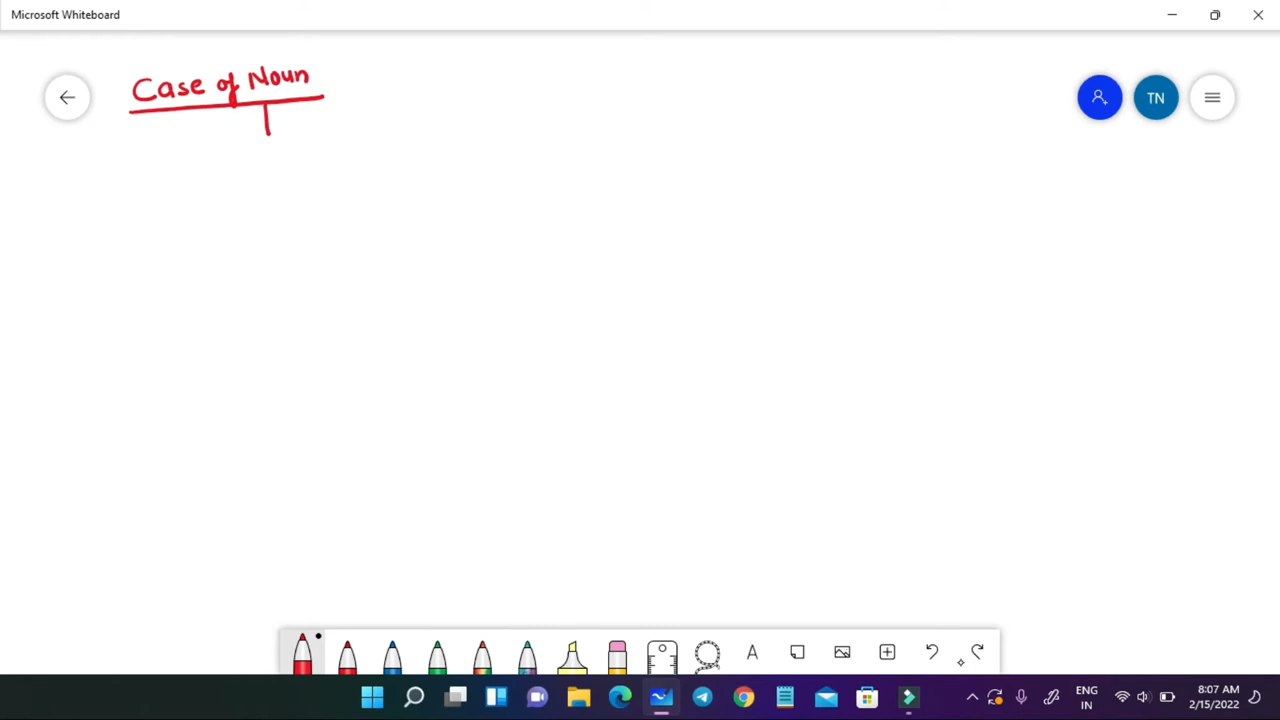 Microsoft Whiteboard
Case of Noun
TN
A
ENG
IN
8:07 AM
2/15/2022